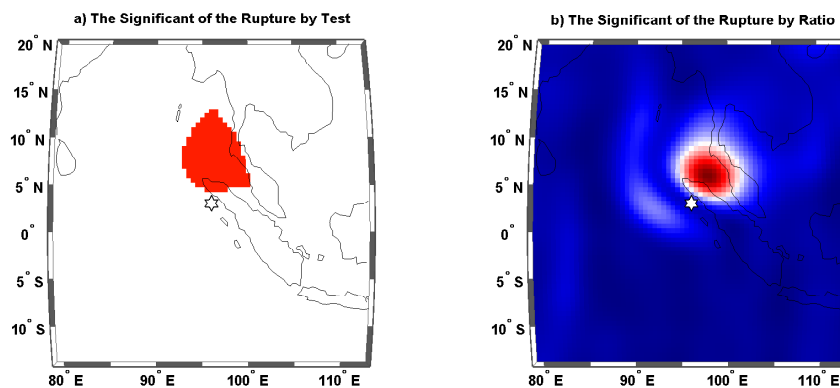 a) The Significant of the Rupture by Test
20° N
15° N
10° N
5° N
0°
5° S
10° S
80° E
90° E
100° E
110° E
b) The Significant of the Rupture by Ratio
20° N
15° N
10° N
5° N
0°
5° S
10° S
80° E
90° E
100° E
110° E